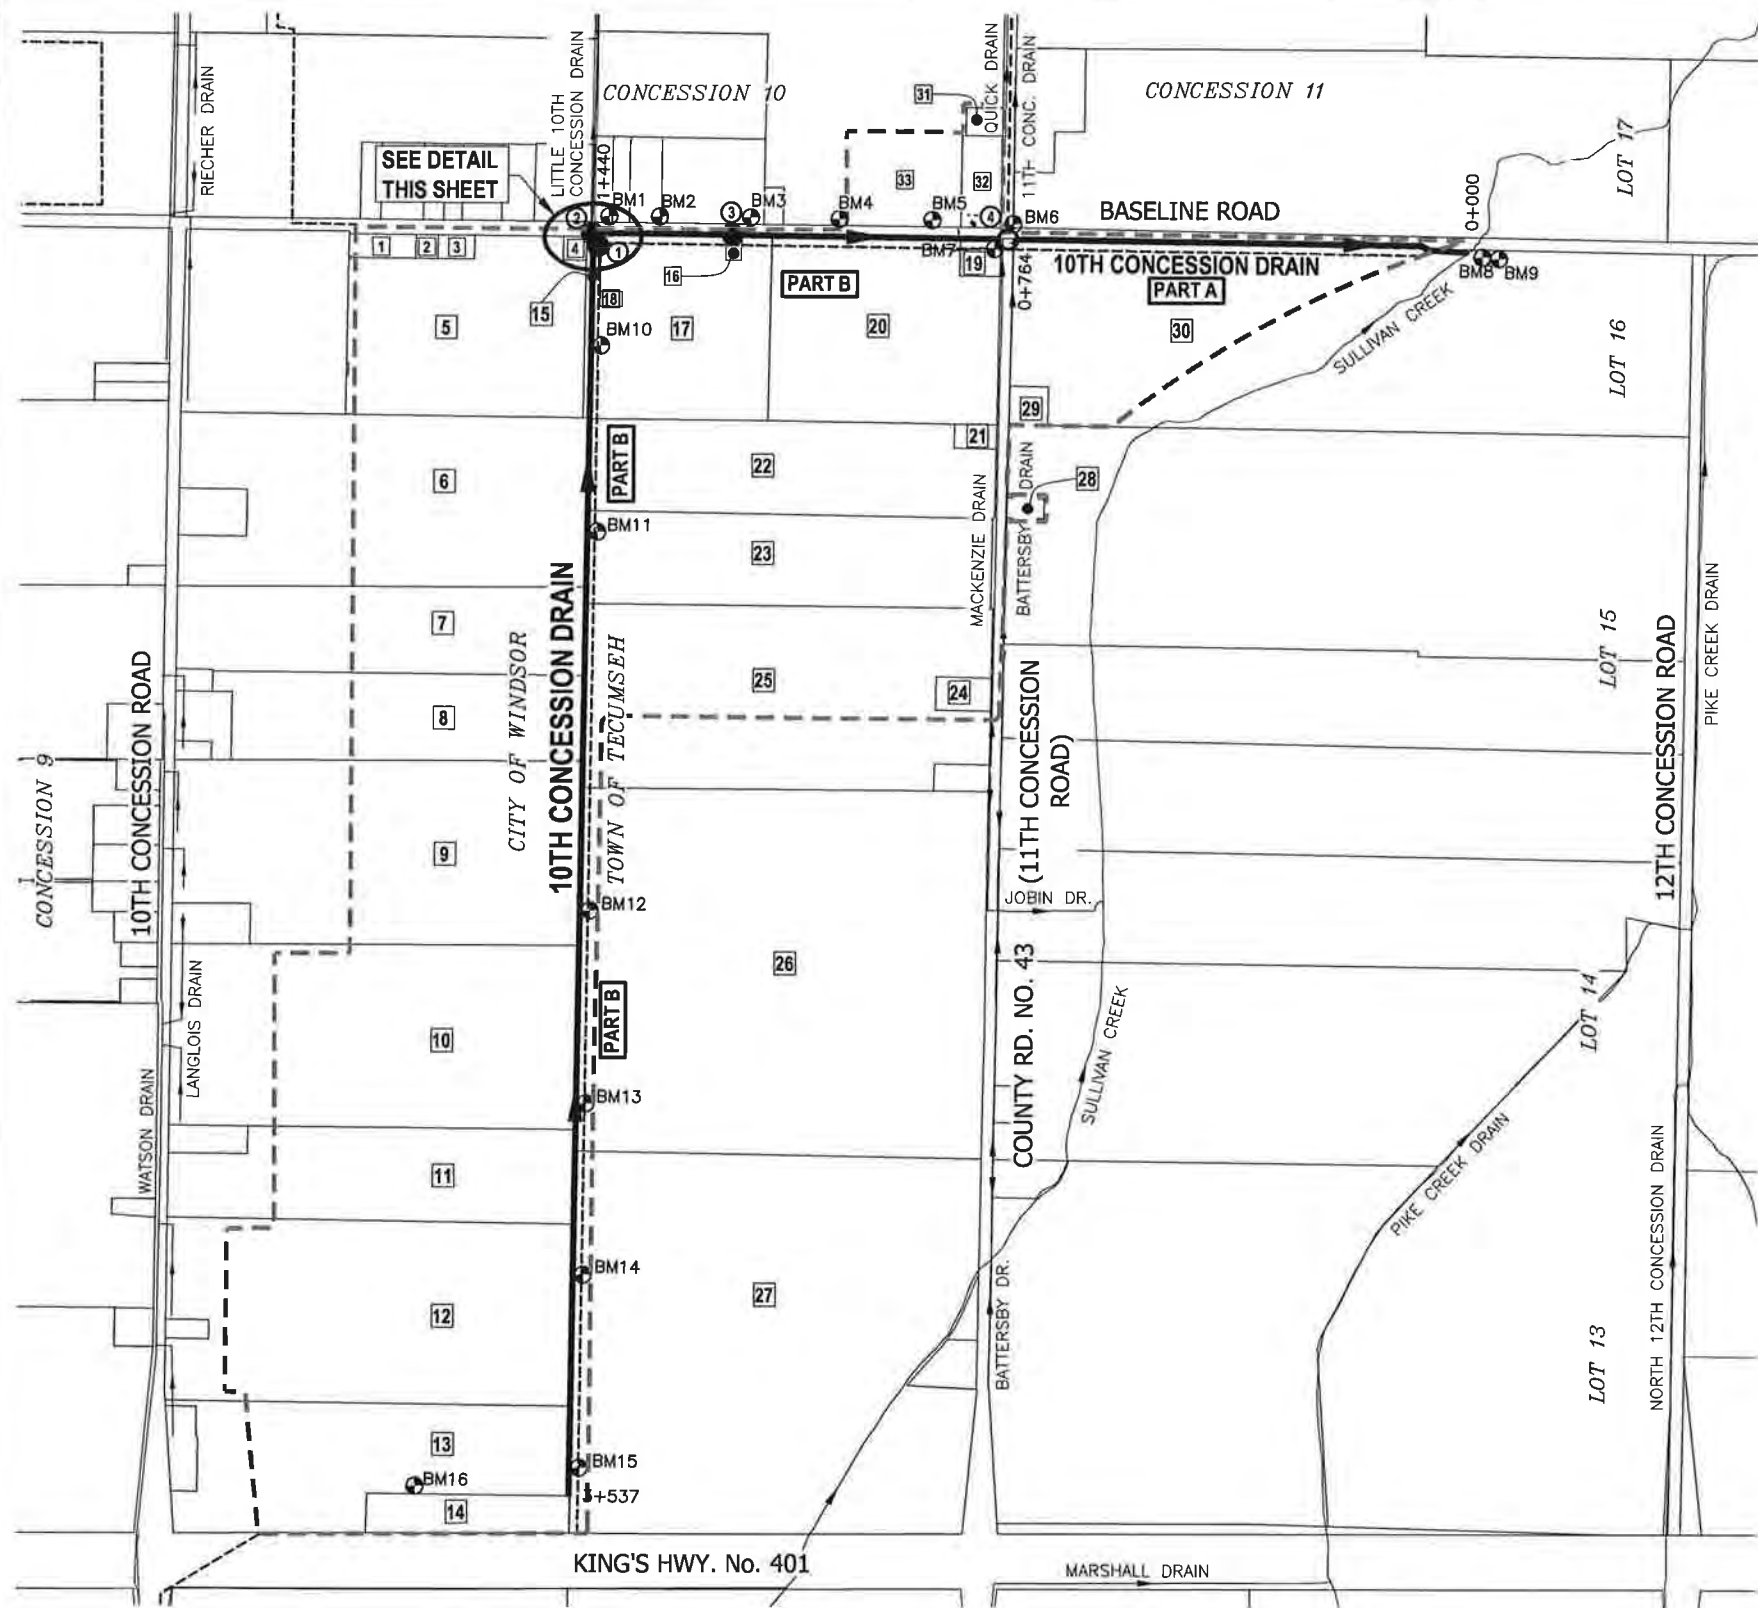 RIECHER DRAIN
LITTLE 10TH
CONCESSION DRAIN
CONCESSION 10
QUICK DRAIN
11TH CONC. DRAIN
CONCESSION 11
LOT 17
SEE DETAIL
THIS SHEET
1+440
31
33
32
2
BM1
BM2
3
BM3
BM4
BM5
4
BM6
BASELINE ROAD
0+000
1
2
3
4
1
16
BM7
19
10TH CONCESSION DRAIN
PART A
BM8
BM9
PART B
0+764
5
15
18
BM10
17
20
30
SULLIVAN CREEK
LOT 16
29
21
PART B
22
6
BM11
23
MACKENZIE DRAIN
BATTERSBY DRAIN
28
7
CITY OF WINDSOR
10TH CONCESSION DRAIN
TOWN OF TECUMSEH
25
24
LOT 15
PIKE CREEK DRAIN
12TH CONCESSION ROAD
8
10TH CONCESSION ROAD
CONCESSION 9
9
COUNTY RD. NO. 43 (11TH CONCESSION
ROAD)
JOBIN DR.
BM12
26
PART B
LANGLOIS DRAIN
10
LOT 14
SULLIVAN CREEK
WATSON DRAIN
BM13
11
PIKE CREEK DRAIN
NORTH 12TH CONCESSION DRAIN
BM14
12
27
BATTERSBY DR.
LOT 13
13
BM16
BM15
14
+537
KING'S HWY. No. 401
MARSHALL DRAIN